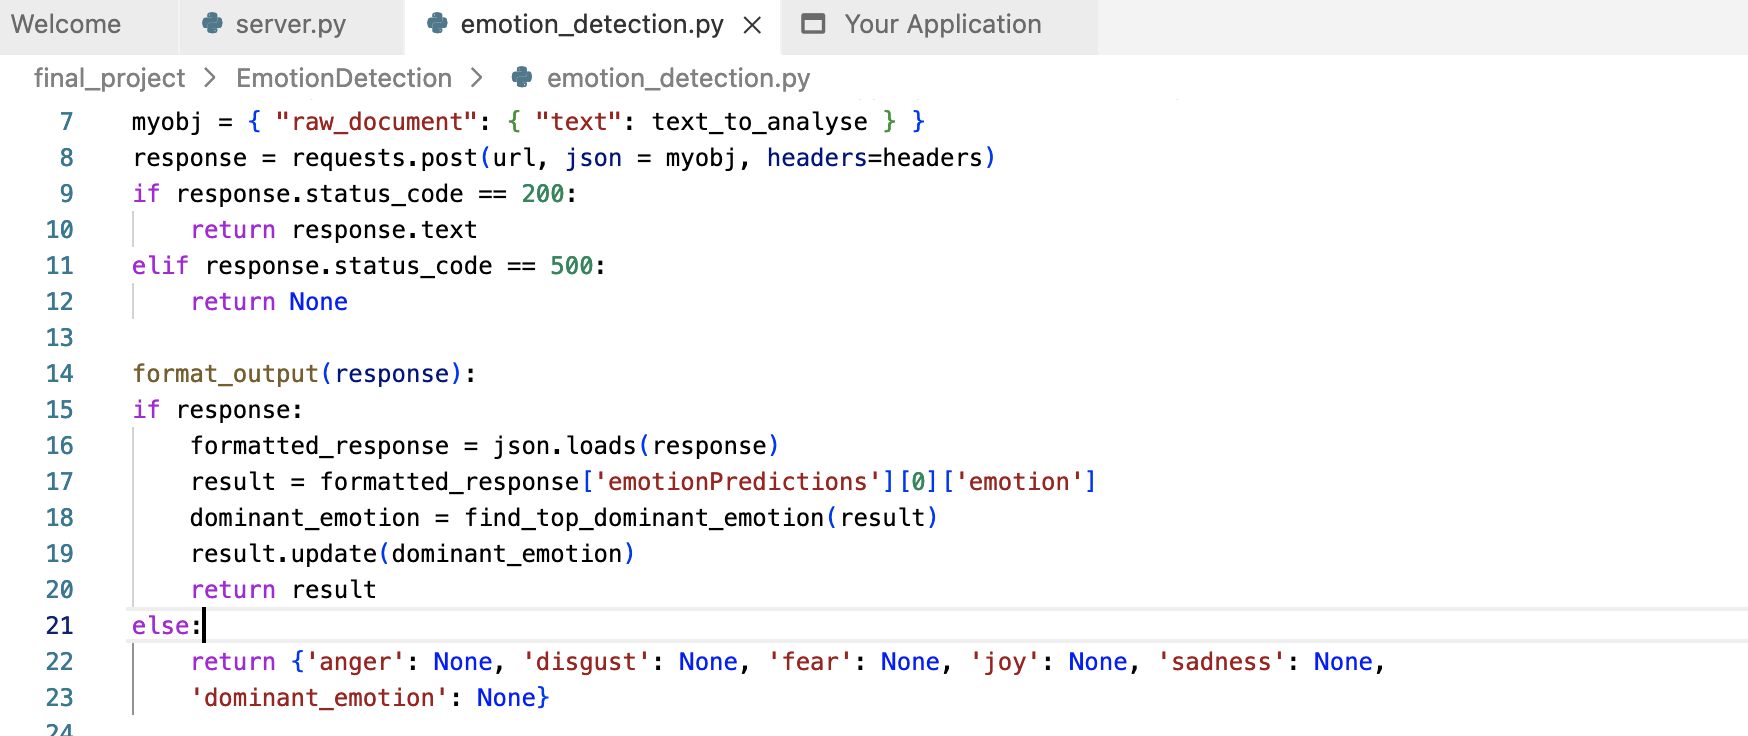 Welcome server.py emotion_detection.py × Your Application
final_project > EmotionDetection > emotion_detection.py
7 myobj = { "raw_document": { "text": text_to_analyse } }
8 response = requests.post(url, json = myobj, headers=headers)
9 if response.status_code == 200:
10     return response.text
11 elif response.status_code == 500:
12     return None
13
14 format_output(response):
15 if response:
16     formatted_response = json.loads(response)
17     result = formatted_response['emotionPredictions'][0]['emotion']
18     dominant_emotion = find_top_dominant_emotion(result)
19     result.update(dominant_emotion)
20     return result
21 else:
22     return {'anger': None, 'disgust': None, 'fear': None, 'joy': None, 'sadness': None,
23     'dominant_emotion': None}
24